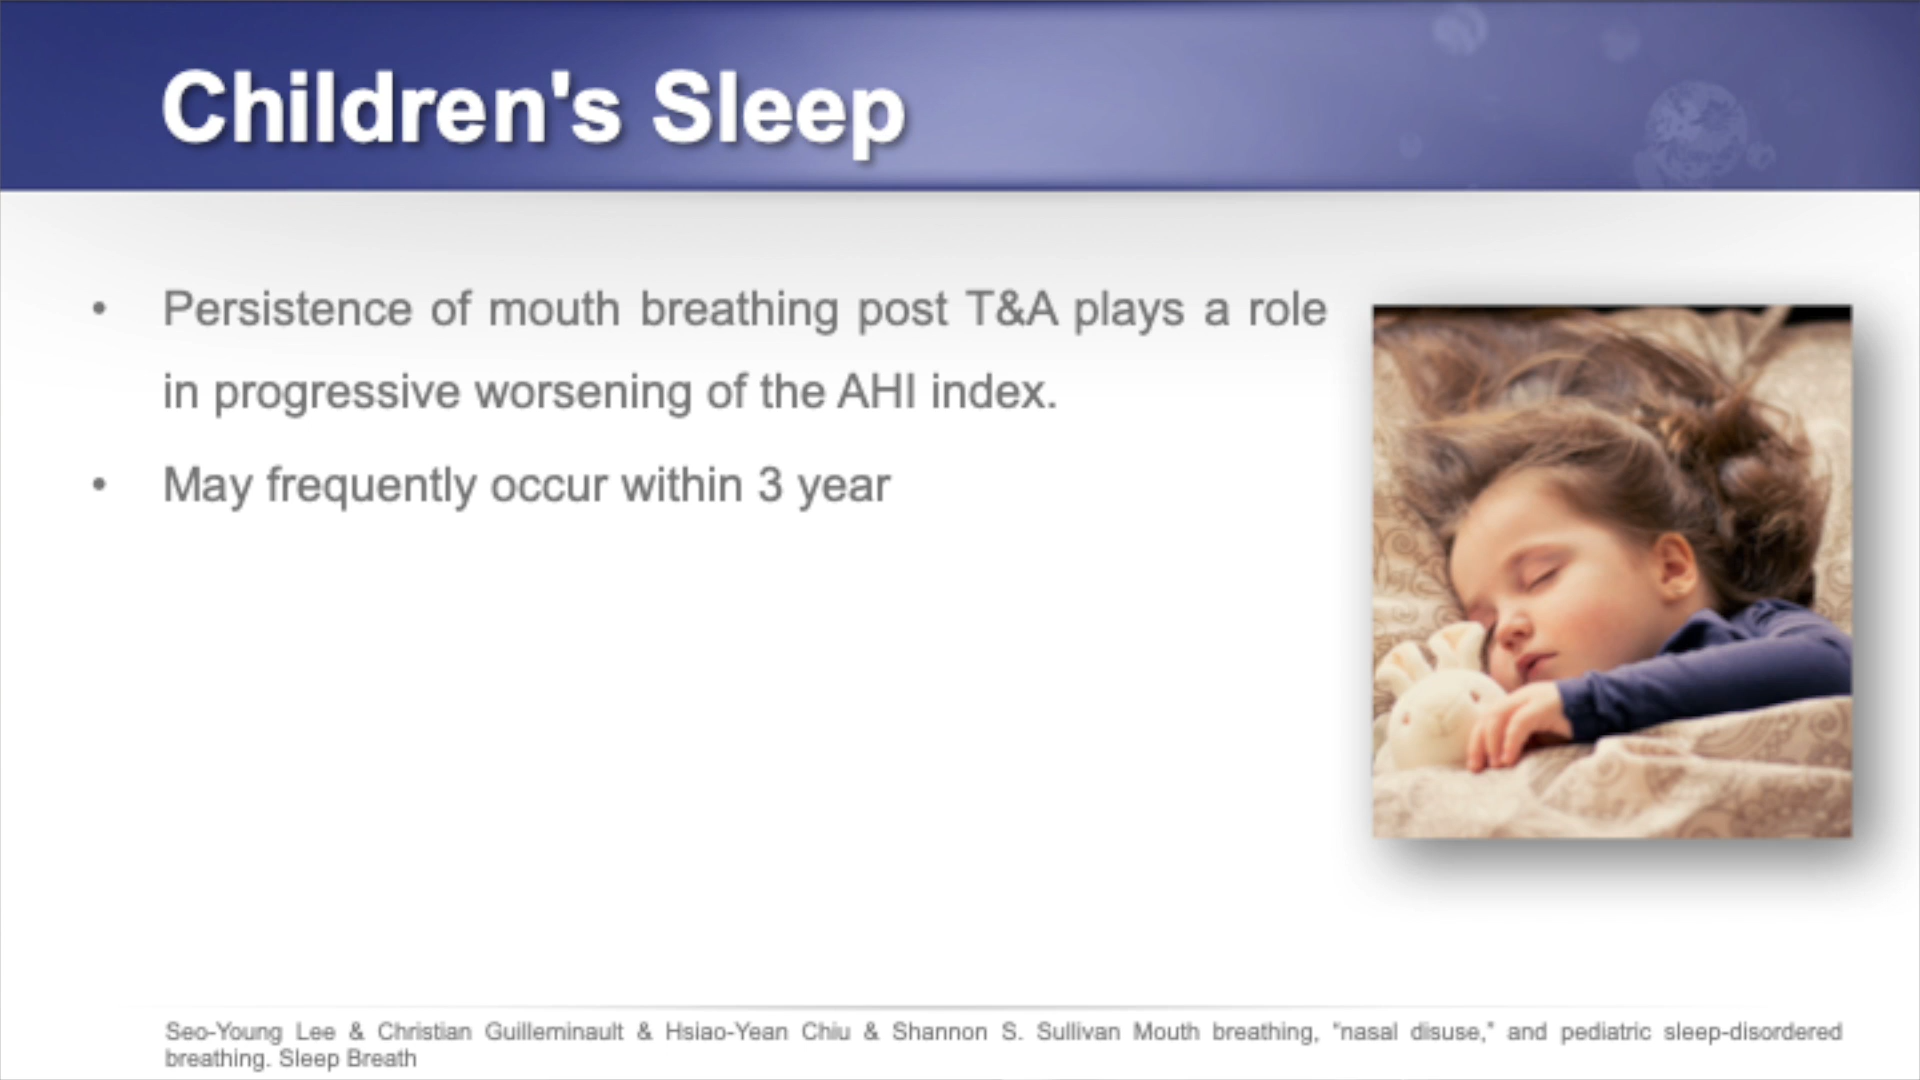 Children's Sleep
• Persistence of mouth breathing post T&A plays a role
in progressive worsening of the AHI index.
• May frequently occur within 3 year
Seo-Young Lee & Christian Guilleminault & Hsiao-Yean Chiu & Shannon S. Sullivan Mouth breathing, “nasal disuse,” and pediatric sleep-disordered
breathing. Sleep Breath